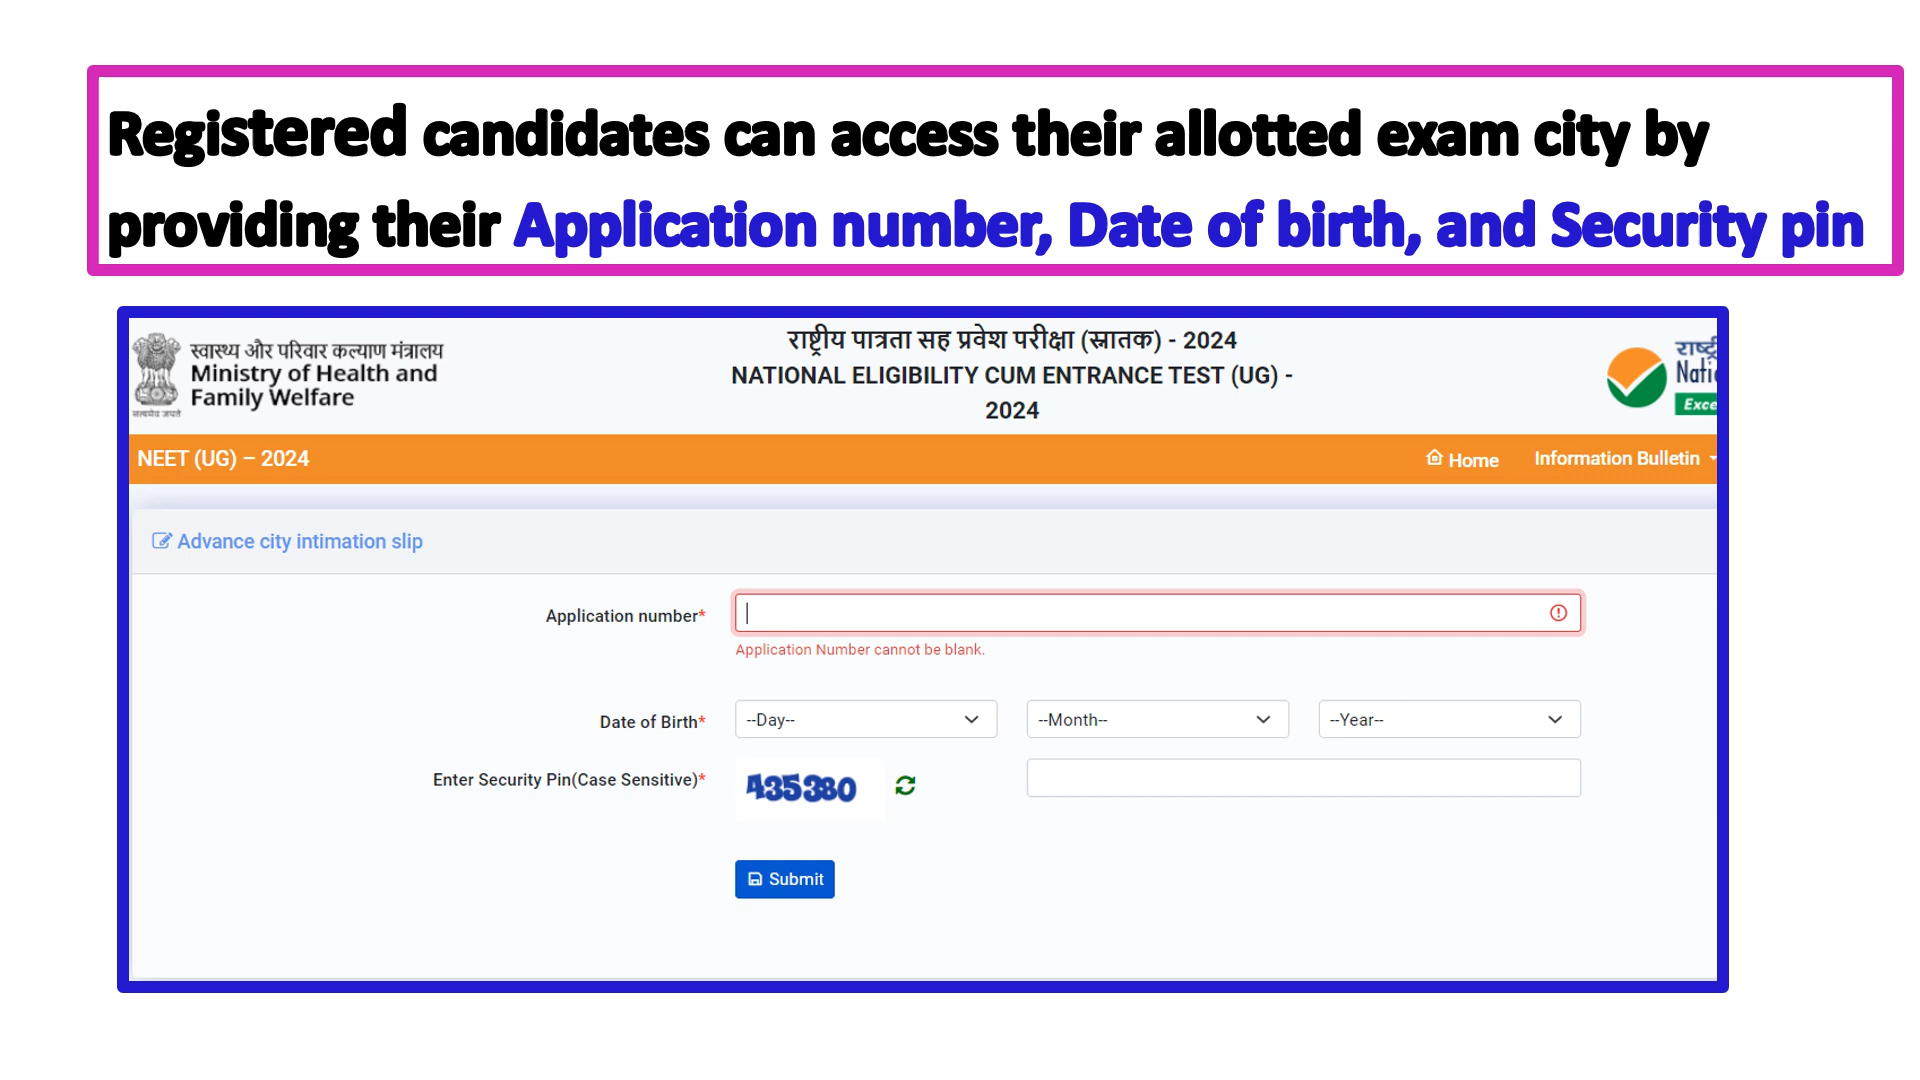 Registered candidates can access their allotted exam city by
providing their Application number, Date of birth, and Security pin
स्वास्थ्य और परिवार कल्याण मंत्रालय
Ministry of Health and
Family Welfare
सत्यमेव जयते
राष्ट्रीय पात्रता सह प्रवेश परीक्षा (स्नातक) - 2024
NATIONAL ELIGIBILITY CUM ENTRANCE TEST (UG) -
2024
NEET (UG) – 2024
Home
Information Bulletin
Advance city intimation slip
Application number*
Application Number cannot be blank.
Date of Birth*
--Day--
--Month--
--Year--
Enter Security Pin(Case Sensitive)*
435380
Submit